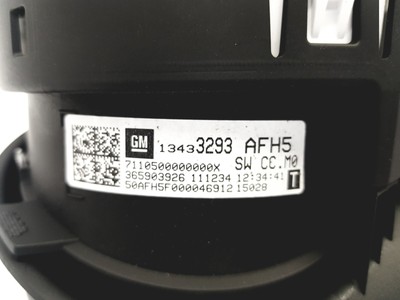 GM 13433293 AFH5
7110500000000X SW CC.M0
365903926 111234 12:34:41 T
50AFH5F000046912 15028